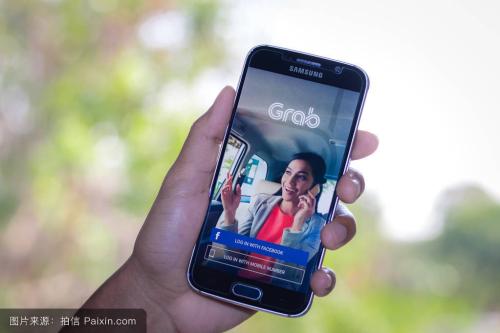 SAMSUNG
Grab
LOG IN WITH FACEBOOK
LOG IN WITH MOBILE NUMBER
图片来源：拍信 Paixin.com